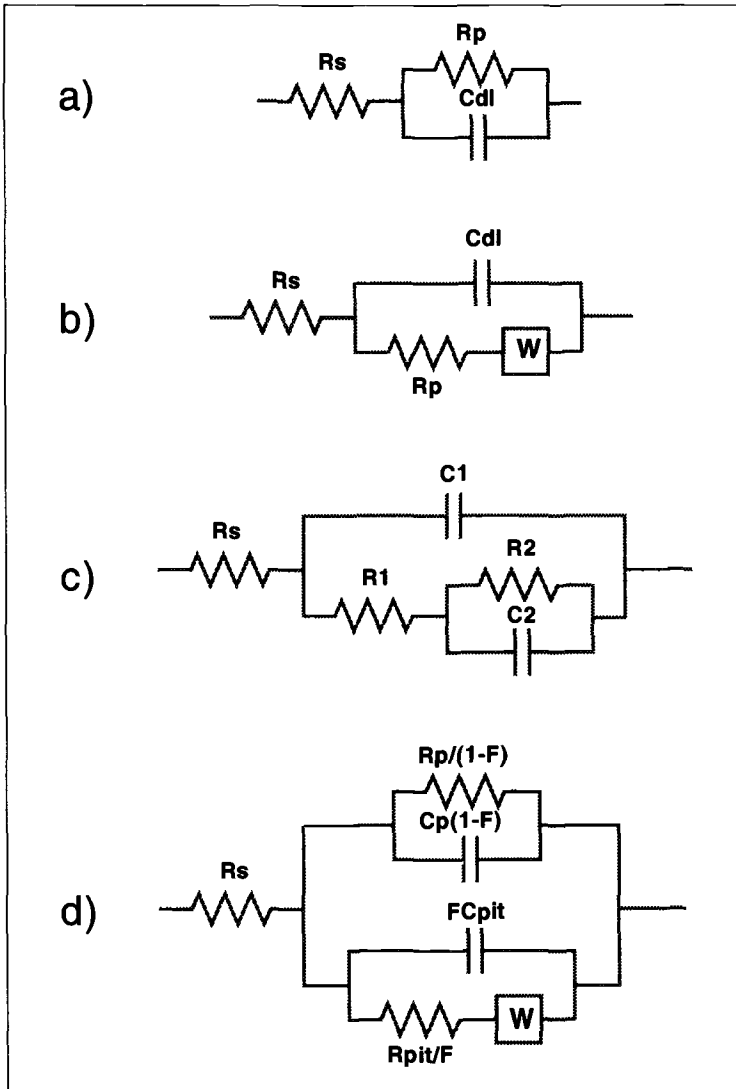 a)
Rs
Rp
Cdl
b)
Rs
Cdl
Rp
W
c)
Rs
C1
R1
R2
C2
d)
Rs
Rp/(1-F)
Cp(1-F)
FCpit
Rpit/F
W